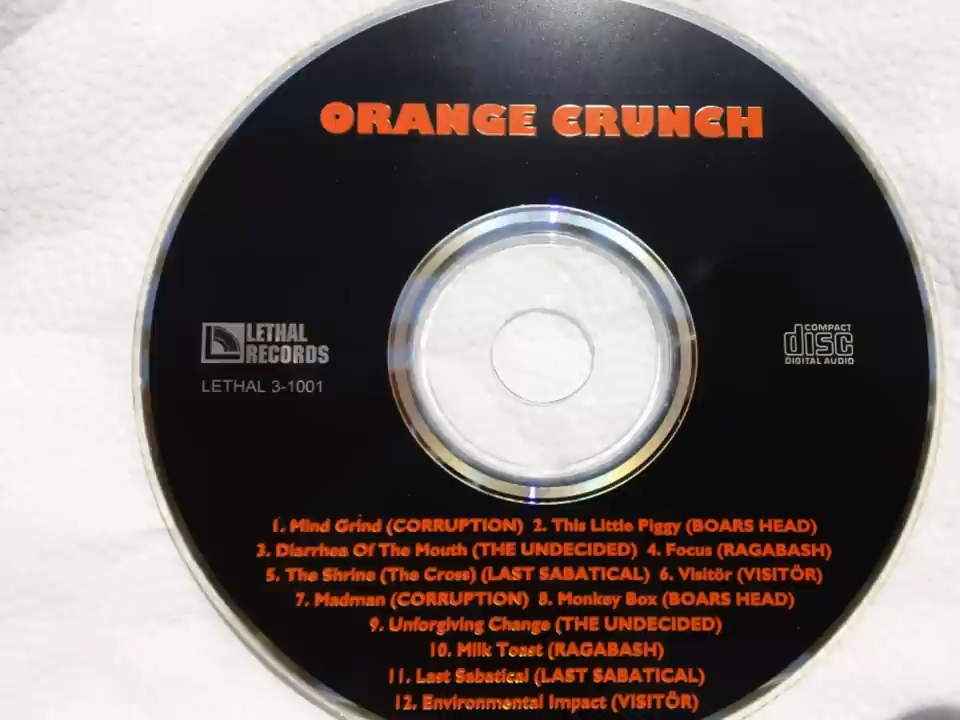 ORANGE CRUNCH
LETHAL
RECORDS
LETHAL 3-1001
COMPACT
disc
DIGITAL AUDIO
1. Mind Grind (CORRUPTION) 2. This Little Piggy (BOARS HEAD)
3. Diarrhea Of The Mouth (THE UNDECIDED) 4. Focus (RAGABASH)
5. The Shrine (The Cross) (LAST SABATICAL) 6. Visitör (VISITÖR)
7. Madman (CORRUPTION) 8. Monkey Box (BOARS HEAD)
9. Unforgiving Change (THE UNDECIDED)
10. Milk Toast (RAGABASH)
11. Last Sabatical (LAST SABATICAL)
12. Environmental Impact (VISITÖR)